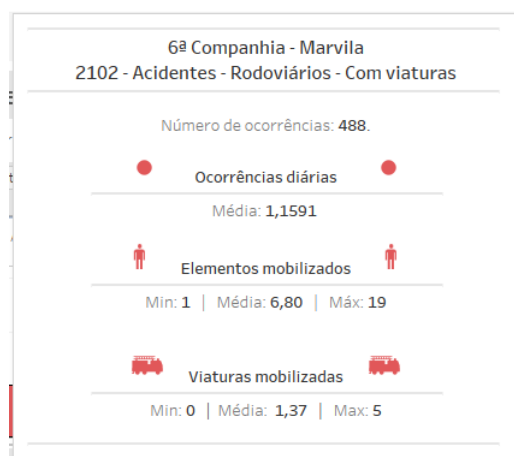 6ª Companhia - Marvila
2102 - Acidentes - Rodoviários - Com viaturas
Número de ocorrências: 488.
Ocorrências diárias
Média: 1,1591
Elementos mobilizados
Min: 1 | Média: 6,80 | Máx: 19
Viaturas mobilizadas
Min: 0 | Média: 1,37 | Max: 5